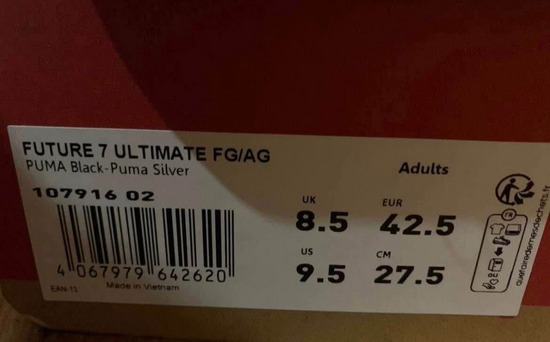 FUTURE 7 ULTIMATE FG/AG
PUMA Black-Puma Silver
107916 02
4 067979 642620
EAN-13
Made in Vietnam
Adults
UK
8.5
EUR
42.5
US
9.5
CM
27.5
FR
quefairedemesdechets.fr